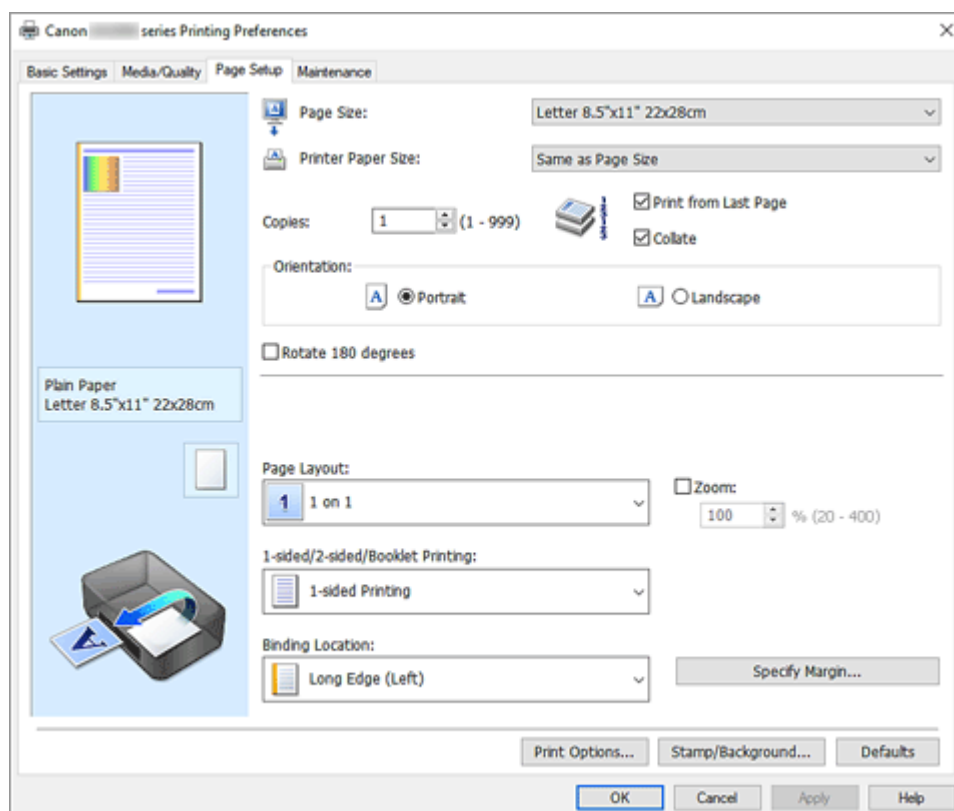 Canon series Printing Preferences
Basic Settings Media/Quality Page Setup Maintenance
Page Size: Letter 8.5"x11" 22x28cm
Printer Paper Size: Same as Page Size
Copies: 1 (1 - 999)
Print from Last Page
Collate
Orientation:
A Portrait A Landscape
Rotate 180 degrees
Plain Paper
Letter 8.5"x11" 22x28cm
Page Layout:
1 1 on 1
Zoom:
100 % (20 - 400)
1-sided/2-sided/Booklet Printing:
1-sided Printing
Binding Location:
Long Edge (Left)
Specify Margin...
A
Print Options... Stamp/Background... Defaults
OK Cancel Apply Help